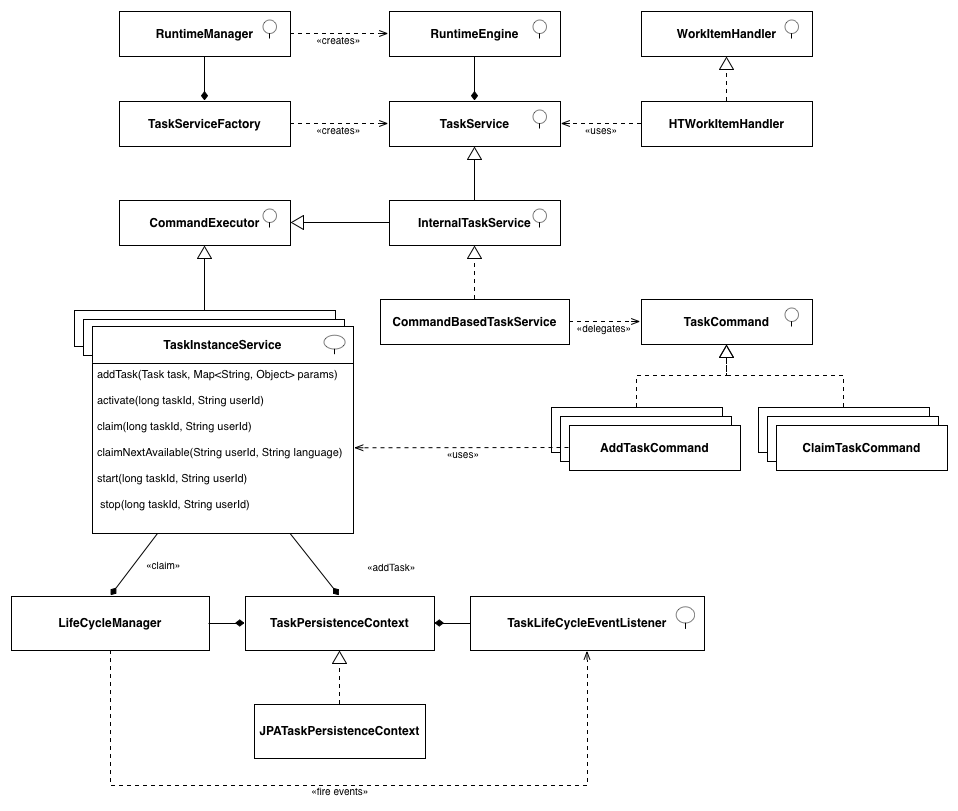 RuntimeManager
«creates»
RuntimeEngine
WorkItemHandler
TaskServiceFactory
«creates»
TaskService
«uses»
HTWorkItemHandler
CommandExecutor
InternalTaskService
CommandBasedTaskService
«delegates»
TaskCommand
TaskInstanceService
addTask(Task task, Map<String, Object> params)
activate(long taskId, String userId)
claim(long taskId, String userId)
claimNextAvailable(String userId, String language)
start(long taskId, String userId)
stop(long taskId, String userId)
«uses»
AddTaskCommand
ClaimTaskCommand
«claim»
«addTask»
LifeCycleManager
TaskPersistenceContext
TaskLifeCycleEventListener
JPATaskPersistenceContext
«fire events»